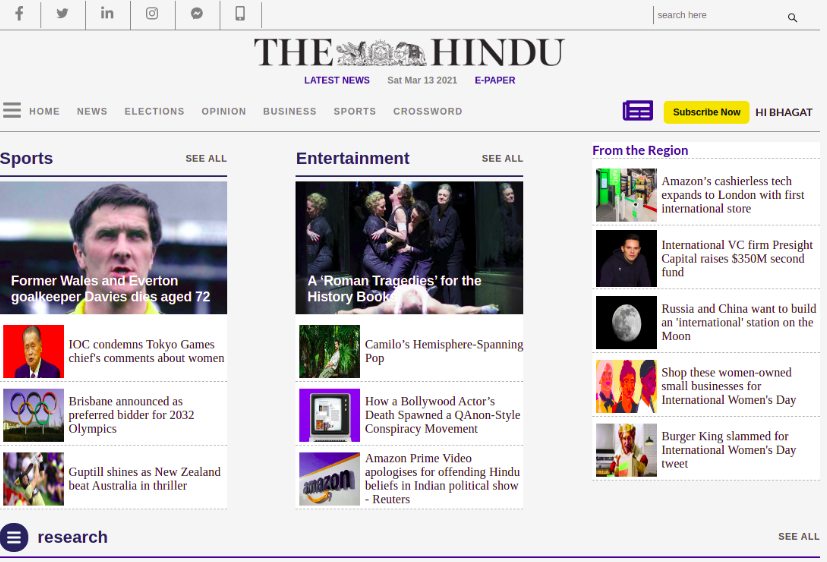 search here
THE HINDU
LATEST NEWS Sat Mar 13 2021 E-PAPER
HOME NEWS ELECTIONS OPINION BUSINESS SPORTS CROSSWORD
Subscribe Now HI BHAGAT
Sports SEE ALL
Former Wales and Everton
goalkeeper Davies dies aged 72
IOC condemns Tokyo Games
chief's comments about women
Brisbane announced as
preferred bidder for 2032
Olympics
Guptill shines as New Zealand
beat Australia in thriller
Entertainment SEE ALL
A ‘Roman Tragedies’ for the
History Books
Camilo’s Hemisphere-Spanning
Pop
How a Bollywood Actor’s
Death Spawned a QAnon-Style
Conspiracy Movement
amazon
Amazon Prime Video
apologises for offending Hindu
beliefs in Indian political show
- Reuters
From the Region
Amazon’s cashierless tech
expands to London with first
international store
International VC firm Presight
Capital raises $350M second
fund
Russia and China want to build
an 'international' station on the
Moon
Shop these women-owned
small businesses for
International Women's Day
Burger King slammed for
International Women's Day
tweet
research SEE ALL